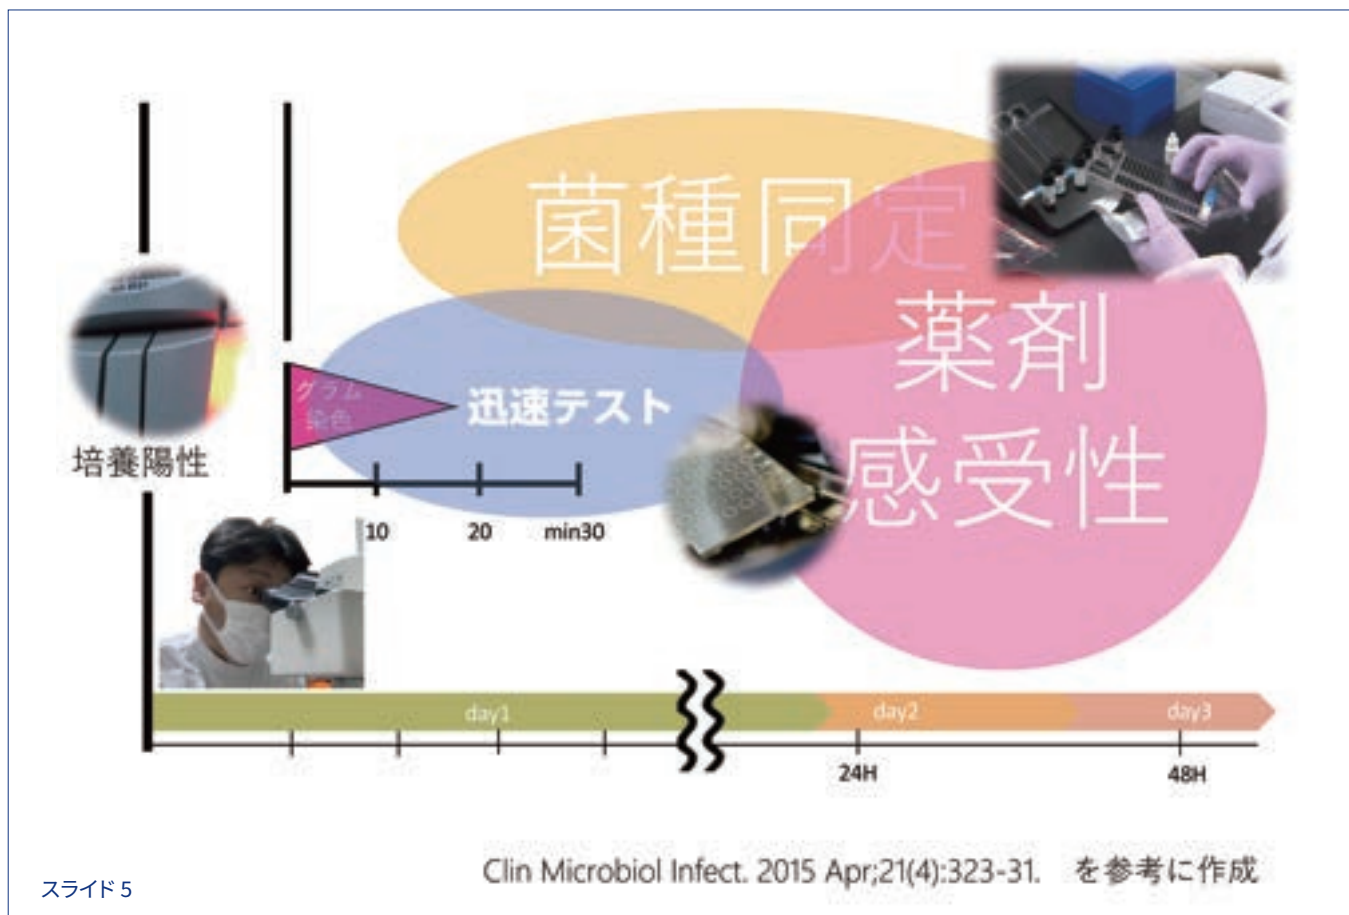 菌種同定
薬剤
感受性
グラム
染色
迅速テスト
培養陽性
10
20
min30
day1
day2
day3
24H
48H
Clin Microbiol Infect. 2015 Apr;21(4):323-31. を参考に作成
スライド 5